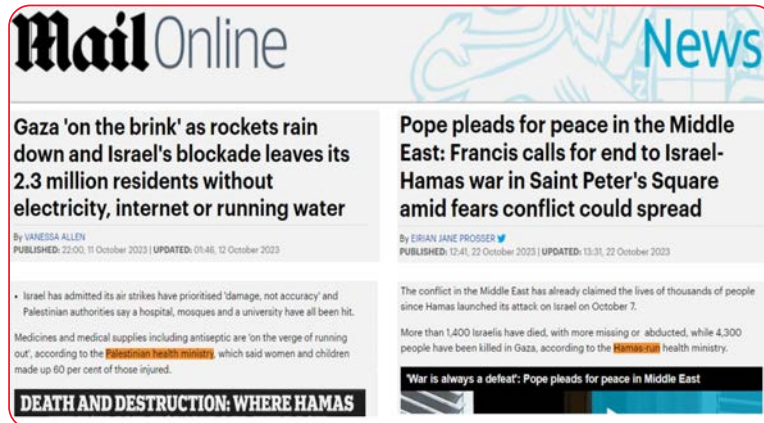 Mail Online
News
Gaza 'on the brink' as rockets rain
down and Israel's blockade leaves its
2.3 million residents without
electricity, internet or running water
By VANESSA ALLEN
PUBLISHED: 22:00, 11 October 2023 | UPDATED: 01:46, 12 October 2023
• Israel has admitted its air strikes have prioritised 'damage, not accuracy' and
Palestinian authorities say a hospital, mosques and a university have all been hit.
Medicines and medical supplies including antiseptic are 'on the verge of running
out', according to the Palestinian health ministry, which said women and children
made up 60 per cent of those injured.
DEATH AND DESTRUCTION: WHERE HAMAS
Pope pleads for peace in the Middle
East: Francis calls for end to Israel-
Hamas war in Saint Peter's Square
amid fears conflict could spread
By EIRIAN JANE PROSSER
PUBLISHED: 12:41, 22 October 2023 | UPDATED: 13:31, 22 October 2023
The conflict in the Middle East has already claimed the lives of thousands of people
since Hamas launched its attack on Israel on October 7.
More than 1,400 Israelis have died, with more missing or abducted, while 4,300
people have been killed in Gaza, according to the Hamas-run health ministry.
'War is always a defeat': Pope pleads for peace in Middle East